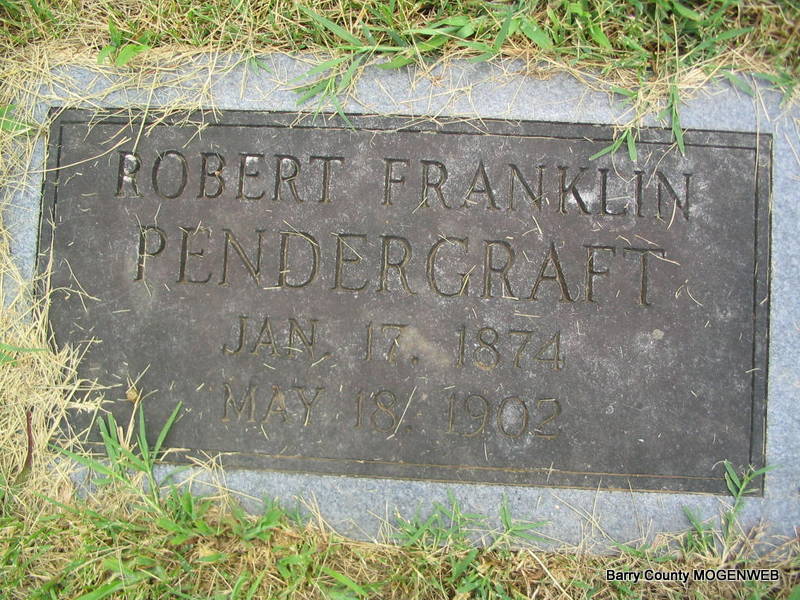 ROBERT FRANKLIN
PENDERGRAFT
JAN. 17, 1874
MAY 18, 1902
Barry County MOGENWEB